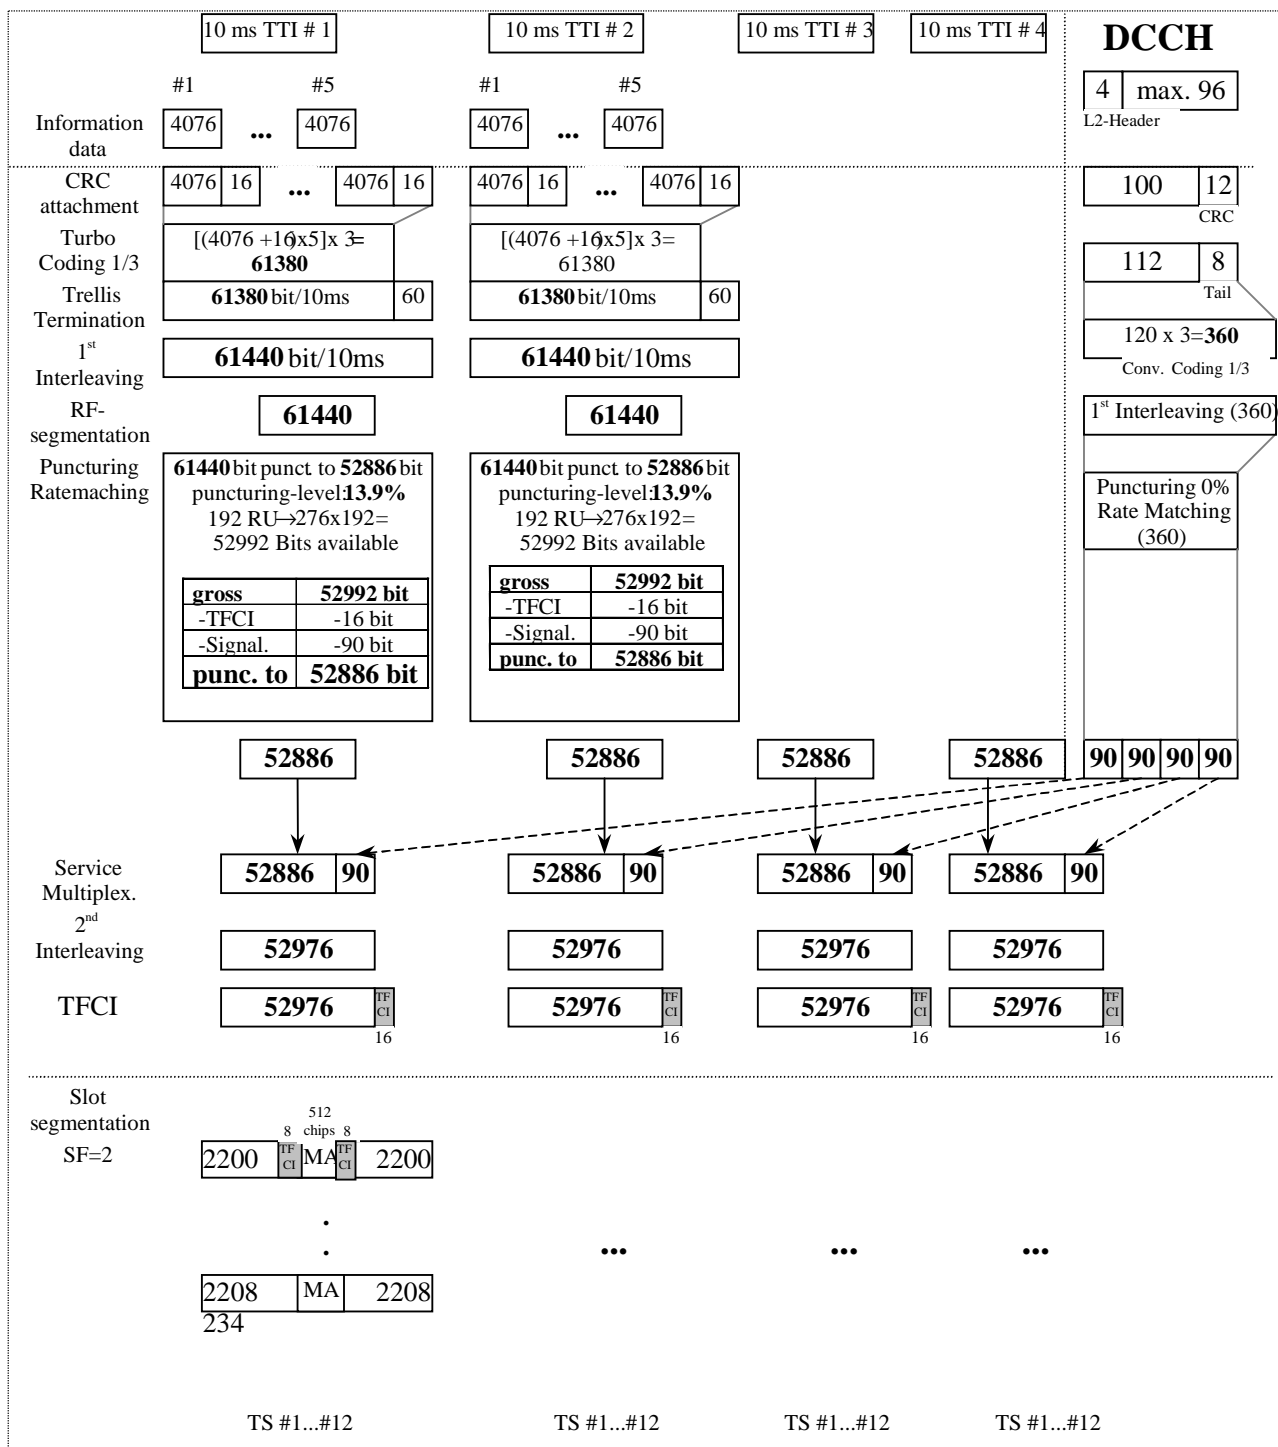 10 ms TTI # 1
10 ms TTI # 2
10 ms TTI # 3
10 ms TTI # 4
DCCH
#1
#5
#1
#5
4
max. 96
L2-Header
Information
data
4076
...
4076
4076
...
4076
CRC
attachment
4076
16
...
4076
16
4076
16
...
4076
16
100
12
CRC
Turbo
Coding 1/3
[(4076 +16)x5]x 3=
61380
[(4076 +16)x5]x 3=
61380
112
8
Tail
Trellis
Termination
61380 bit/10ms
60
61380 bit/10ms
60
120 x 3=360
Conv. Coding 1/3
1st
Interleaving
61440 bit/10ms
61440 bit/10ms
RF-
segmentation
61440
61440
1st Interleaving (360)
Puncturing
Ratemaching
61440 bit punct. to 52886 bit
puncturing-level:13.9%
192 RU→276x192=
52992 Bits available
gross 52992 bit
-TFCI -16 bit
-Signal. -90 bit
punc. to 52886 bit
61440 bit punct. to 52886 bit
puncturing-level:13.9%
192 RU→276x192=
52992 Bits available
gross 52992 bit
-TFCI -16 bit
-Signal. -90 bit
punc. to 52886 bit
Puncturing 0%
Rate Matching
(360)
52886
52886
52886
52886
90 90 90 90
Service
Multiplex.
52886 90
52886 90
52886 90
52886 90
2nd
Interleaving
52976
52976
52976
52976
TFCI
52976
TF
CI
16
52976
TF
CI
16
52976
TF
CI
16
52976
TF
CI
16
Slot
segmentation
SF=2
512
8 chips 8
2200
TF
CI
MA
TF
CI
2200
.
.
...
...
...
2208
MA
2208
234
TS #1...#12
TS #1...#12
TS #1...#12
TS #1...#12